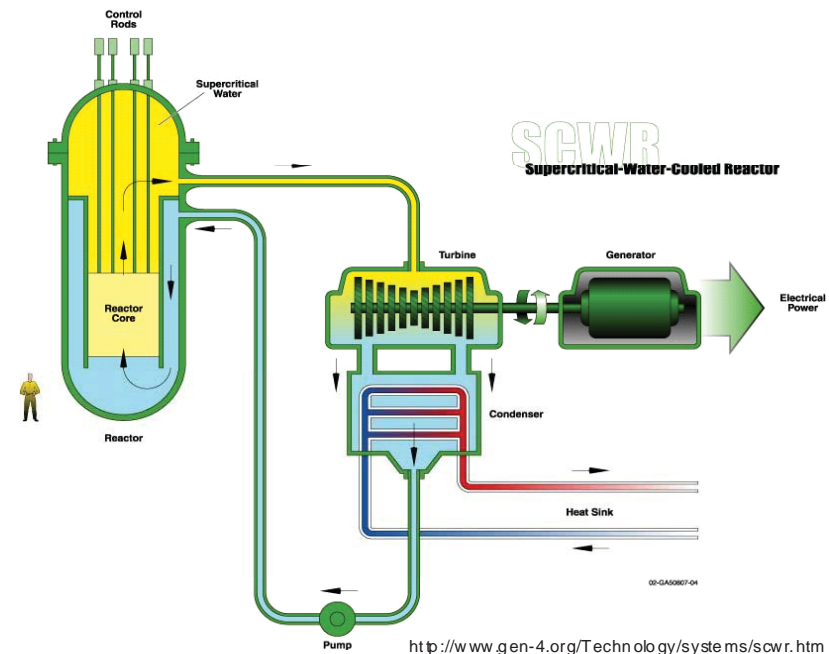 Control
Rods
Supercritical
Water
SCWR
Supercritical-Water-Cooled Reactor
Turbine
Generator
Electrical
Power
Reactor
Core
Condenser
Reactor
Heat Sink
02-GA50807-04
Pump
http://www.gen-4.org/Technology/systems/scwr.htm